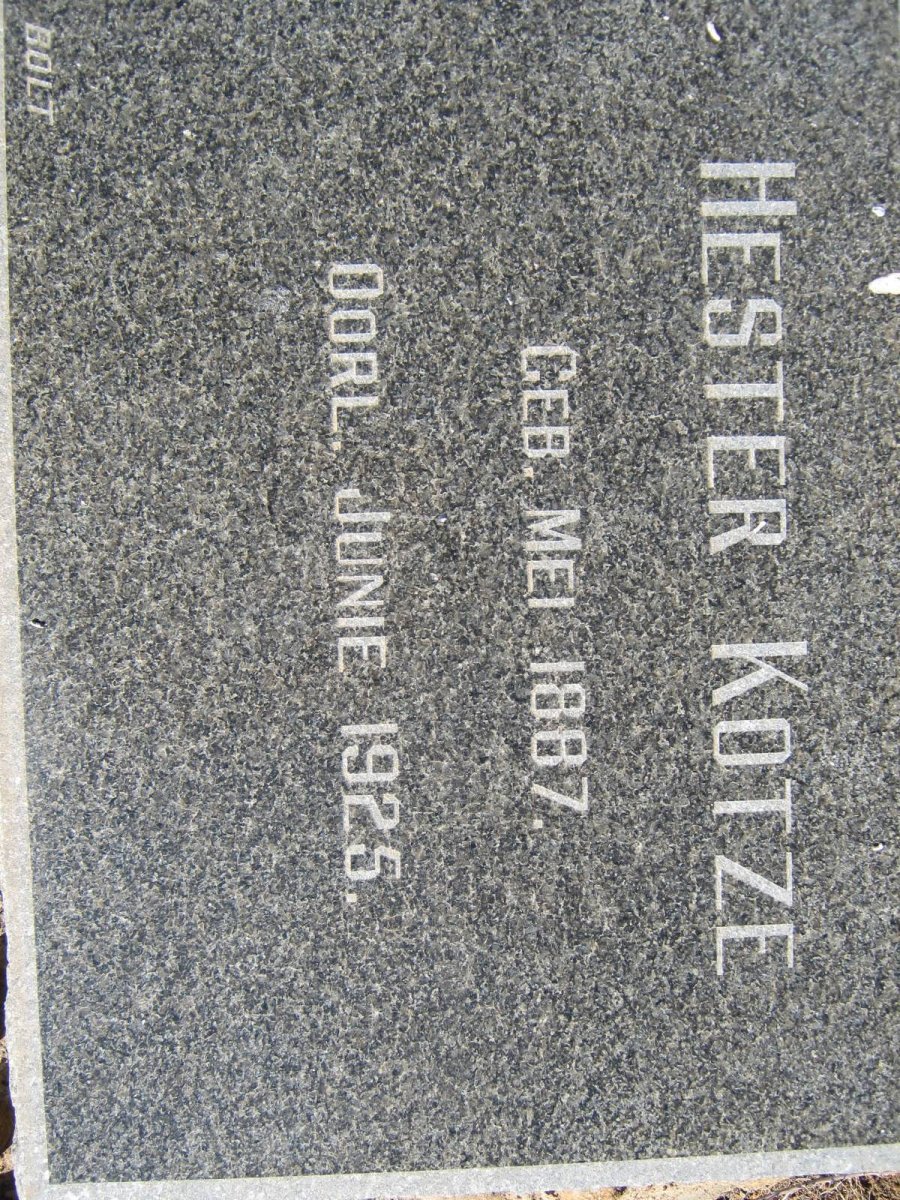 HESTER KOTZE
GEB. MEI 1887.
OORL. JUNIE 1925.
BOLT